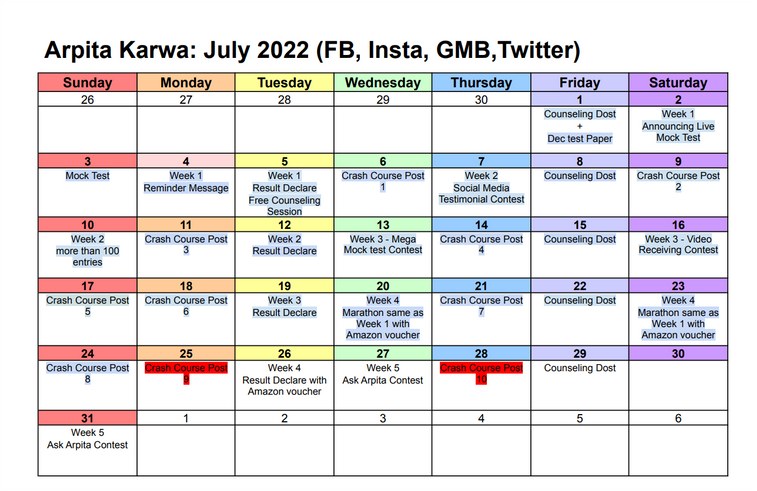 Arpita Karwa: July 2022 (FB, Insta, GMB,Twitter)
Sunday Monday Tuesday Wednesday Thursday Friday Saturday
26 27 28 29 30 1 2
Counseling Dost
+
Dec test Paper
Week 1
Announcing Live
Mock Test
3 4 5 6 7 8 9
Mock Test
Week 1
Reminder Message
Week 1
Result Declare
Free Counseling
Session
Crash Course Post
1
Week 2
Social Media
Testimonial Contest
Counseling Dost
Crash Course Post
2
10 11 12 13 14 15 16
Week 2
more than 100
entries
Crash Course Post
3
Week 2
Result Declare
Week 3 - Mega
Mock test Contest
Crash Course Post
4
Counseling Dost
Week 3 - Video
Receiving Contest
17 18 19 20 21 22 23
Crash Course Post
5
Crash Course Post
6
Week 3
Result Declare
Week 4
Marathon same as
Week 1 with
Amazon voucher
Crash Course Post
7
Counseling Dost
Week 4
Marathon same as
Week 1 with
Amazon voucher
24 25 26 27 28 29 30
Crash Course Post
8
Crash Course Post
9
Week 4
Result Declare with
Amazon voucher
Week 5
Ask Arpita Contest
Crash Course Post
10
Counseling Dost
31 1 2 3 4 5 6
Week 5
Ask Arpita Contest